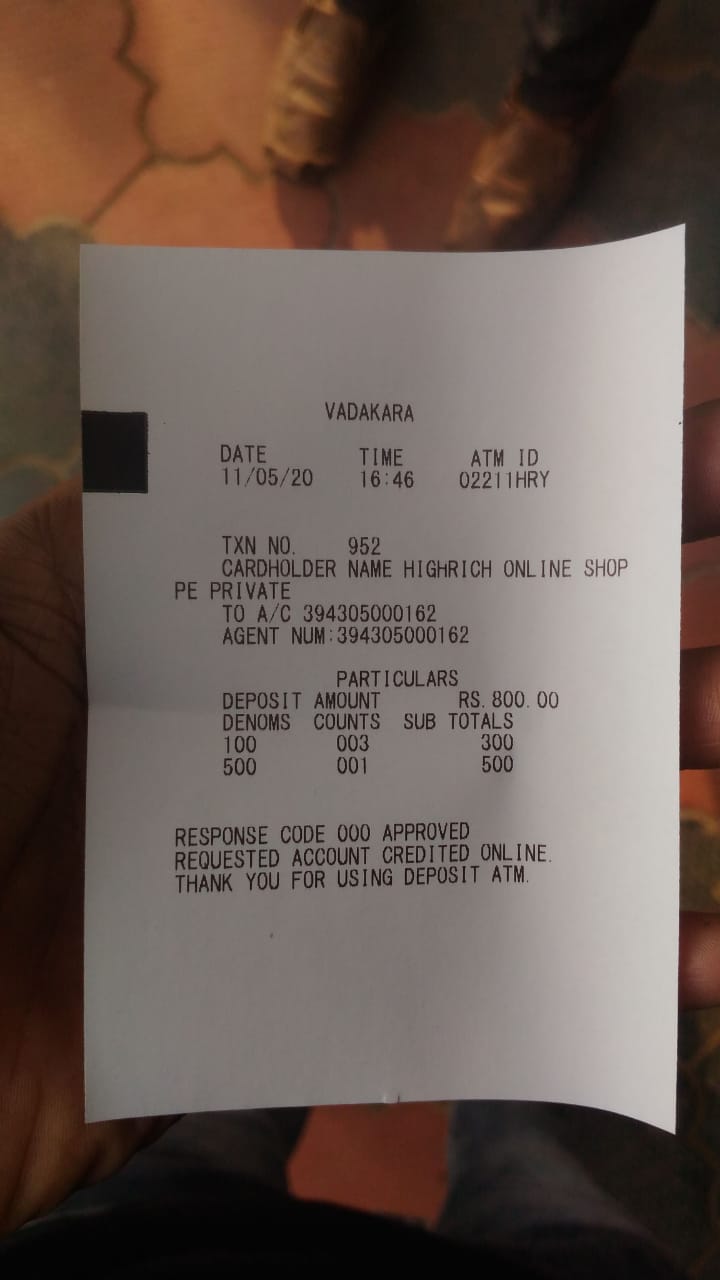 VADAKARA
DATE TIME ATM ID
11/05/20 16:46 02211HRY
TXN NO. 952
CARDHOLDER NAME HIGHRICH ONLINE SHOP
PE PRIVATE
TO A/C 394305000162
AGENT NUM:394305000162
PARTICULARS
DEPOSIT AMOUNT RS.800.00
DENOMS COUNTS SUB TOTALS
100 003 300
500 001 500
RESPONSE CODE 000 APPROVED
REQUESTED ACCOUNT CREDITED ONLINE.
THANK YOU FOR USING DEPOSIT ATM.